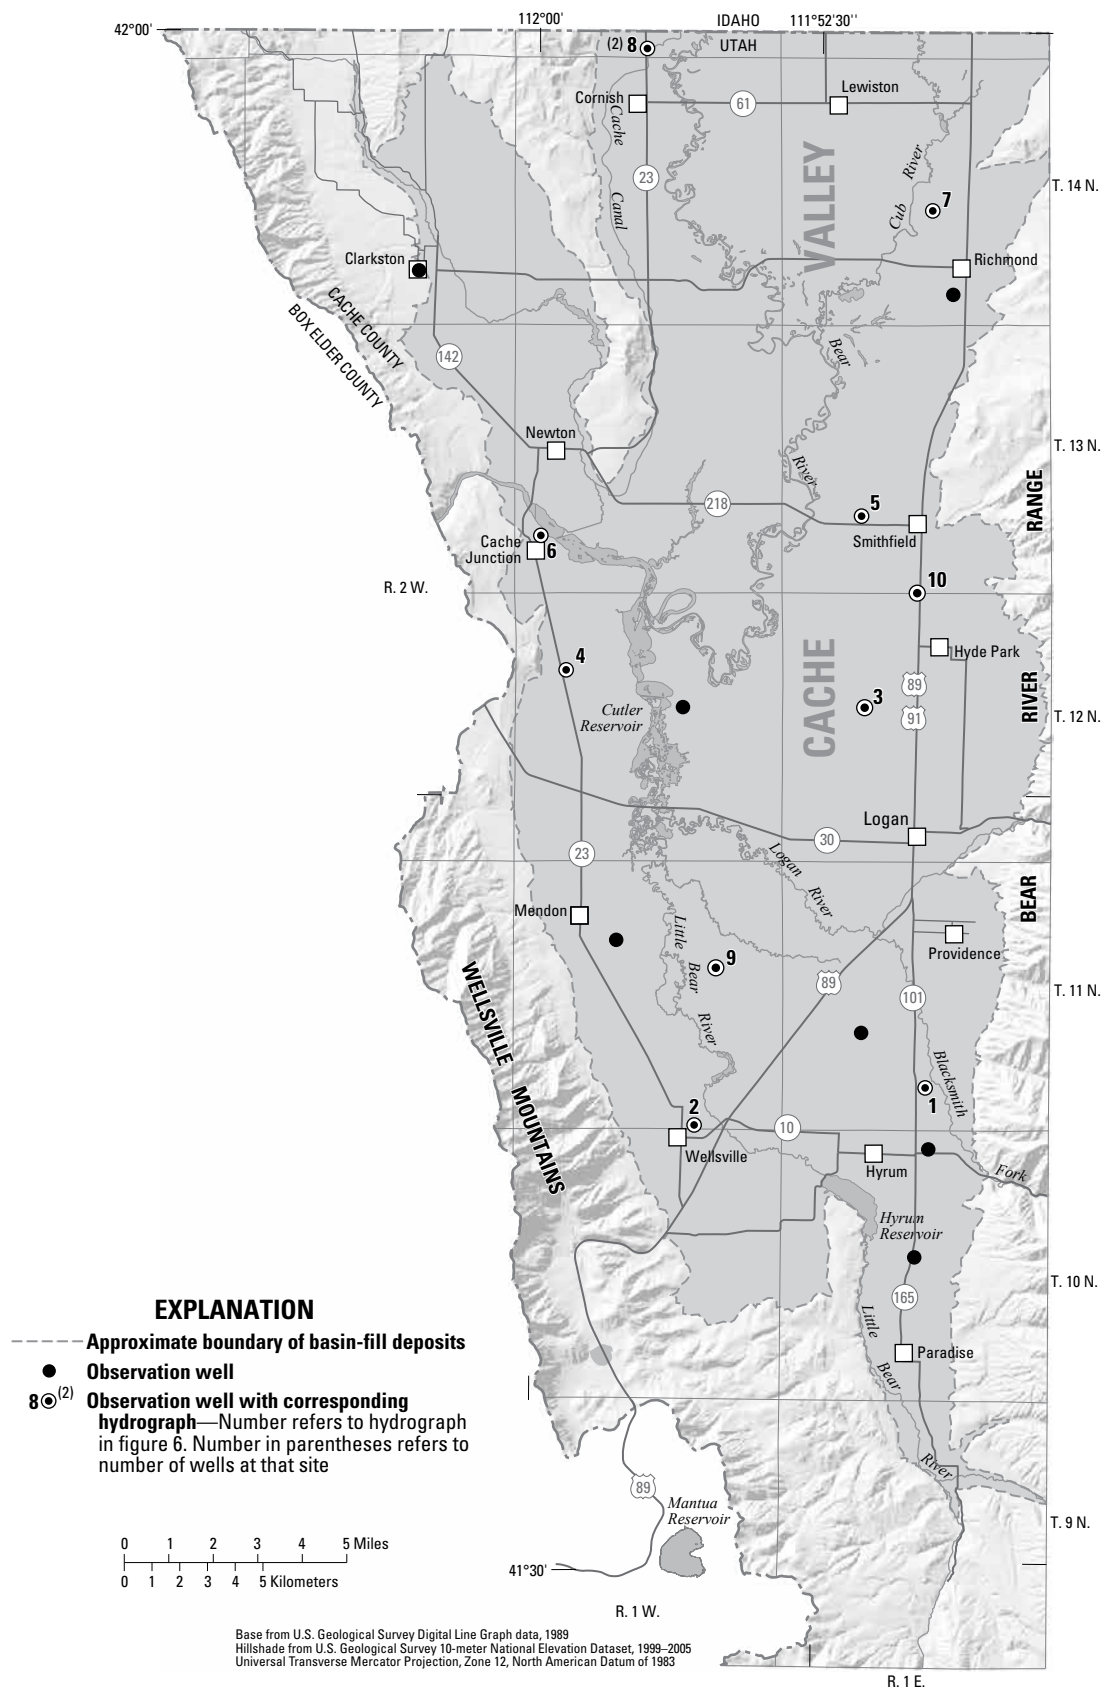 112°00'
IDAHO
111°52'30"
42°00'
(2) 8
UTAH
Cornish
61
Lewiston
Cache
Canal
23
VALLEY
River
Cub
T. 14 N.
7
Clarkston
Richmond
CACHE COUNTY
BOX ELDER COUNTY
142
Bear
Newton
T. 13 N.
River
RANGE
218
5
Smithfield
Cache
Junction
6
R. 2 W.
10
4
Hyde Park
89
RIVER
CACHE
3
Cutler
Reservoir
91
T. 12 N.
Logan
30
23
Logan
River
BEAR
Mendon
Little
Bear
River
Providence
9
89
WELLSVILLE
MOUNTAINS
101
T. 11 N.
Blacksmith
Fork
1
2
10
Wellsville
Hyrum
Hyrum
Reservoir
T. 10 N.
165
Little
Bear
River
Paradise
EXPLANATION
Approximate boundary of basin-fill deposits
Observation well
8 (2) Observation well with corresponding
hydrograph—Number refers to hydrograph
in figure 6. Number in parentheses refers to
number of wells at that site
89
Mantua
Reservoir
T. 9 N.
0 1 2 3 4 5 Miles
0 1 2 3 4 5 Kilometers
41°30'
R. 1 W.
Base from U.S. Geological Survey Digital Line Graph data, 1989
Hillshade from U.S. Geological Survey 10-meter National Elevation Dataset, 1999–2005
Universal Transverse Mercator Projection, Zone 12, North American Datum of 1983
R. 1 E.